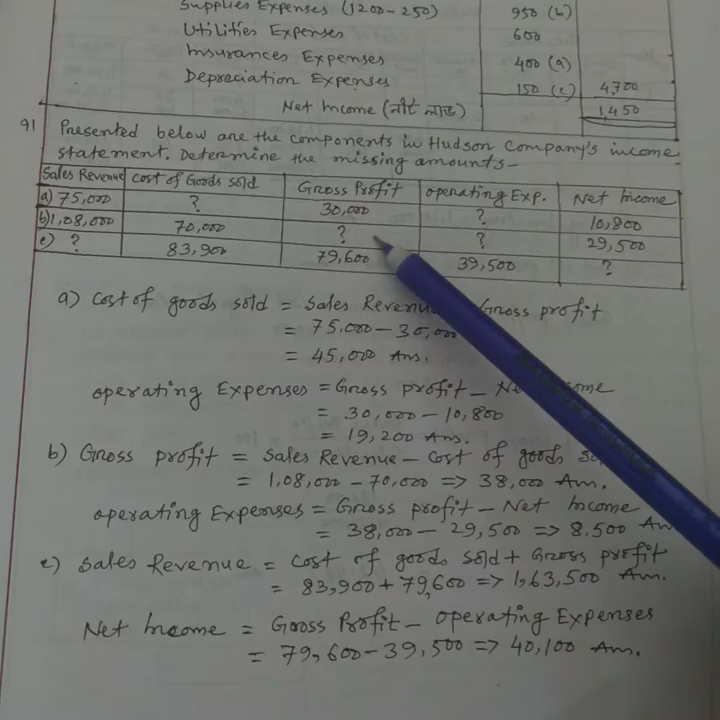 Supplies Expenses (1200-250) 950 (b)
Utilities Expenses 600
Insurances Expenses 400 (a)
Depreciation Expenses 150 (c) 4,700
Net Income (नीट लाभ) 1,450
91 Presented below are the components in Hudson Company's income
statement. Determine the missing amounts-
Sales Revenue Cost of Goods sold Gross Profit operating Exp. Net Income
a) 75,000 ? 30,000 ? 10,800
b) 1,08,000 70,000 ? ? 29,500
c) ? 83,900 79,600 39,500 ?
a) Cost of goods sold = Sales Gross profit
= 75,000 - 30,000
= 45,000 Ans.
operating Expenses = Gross profit -
= 30,000 - 10,800
= 19,200 Ans.
b) Gross profit = Sales Revenue - Cost of goods
= 1,08,000 - 70,000 => 38,000 Ans.
operating Expenses = Gross profit - Net Income
= 38,000 - 29,500 => 8,500
c) Sales Revenue = Cost of goods sold + Gross profit
= 83,900 + 79,600 => 1,63,500 Ans.
Net Income = Gross Profit - operating Expenses
= 79,600 - 39,500 => 40,100 Ans.